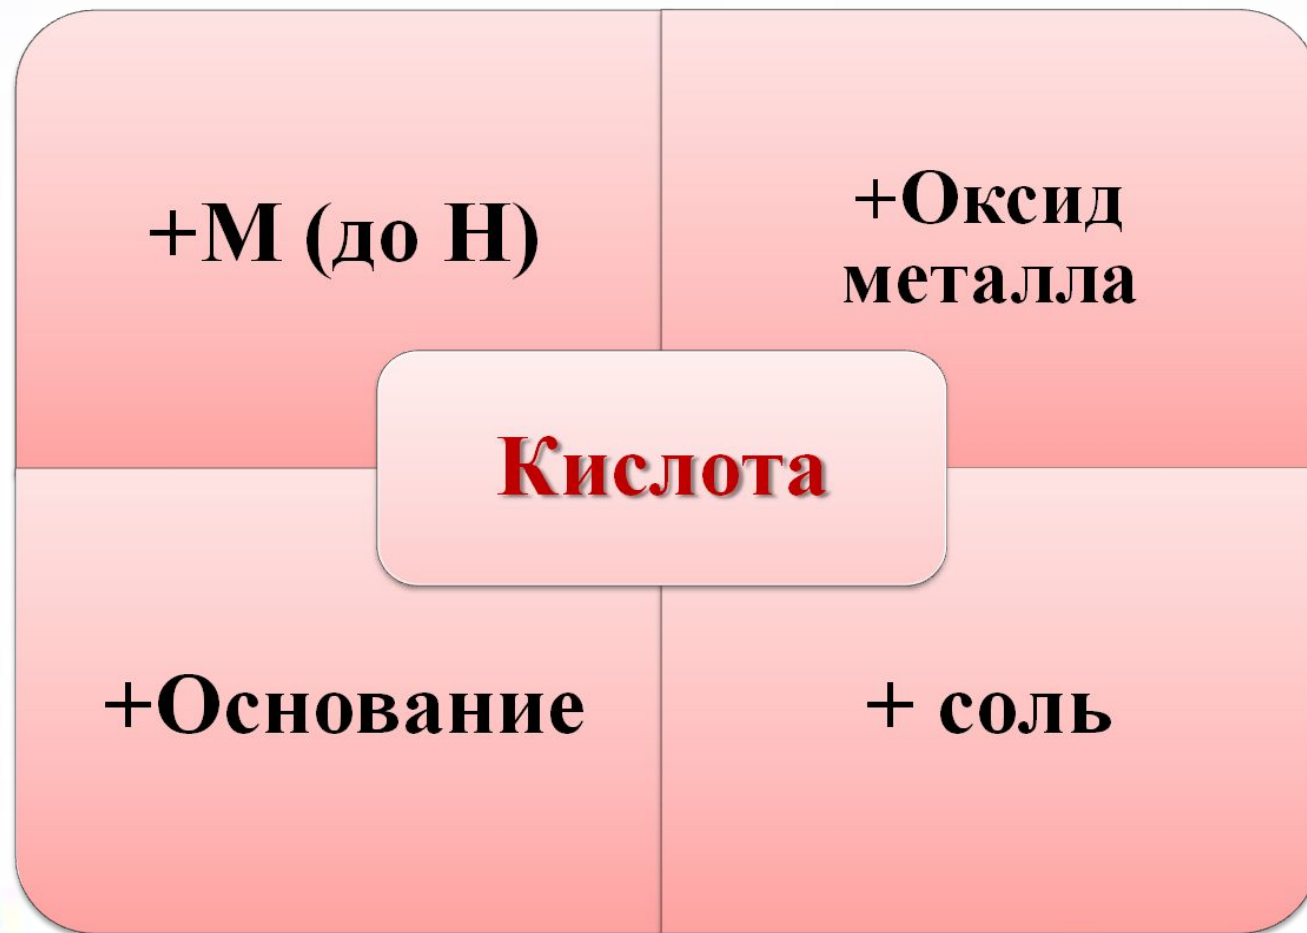 +М (до Н)
+Оксид
металла
Кислота
+Основание
+ соль